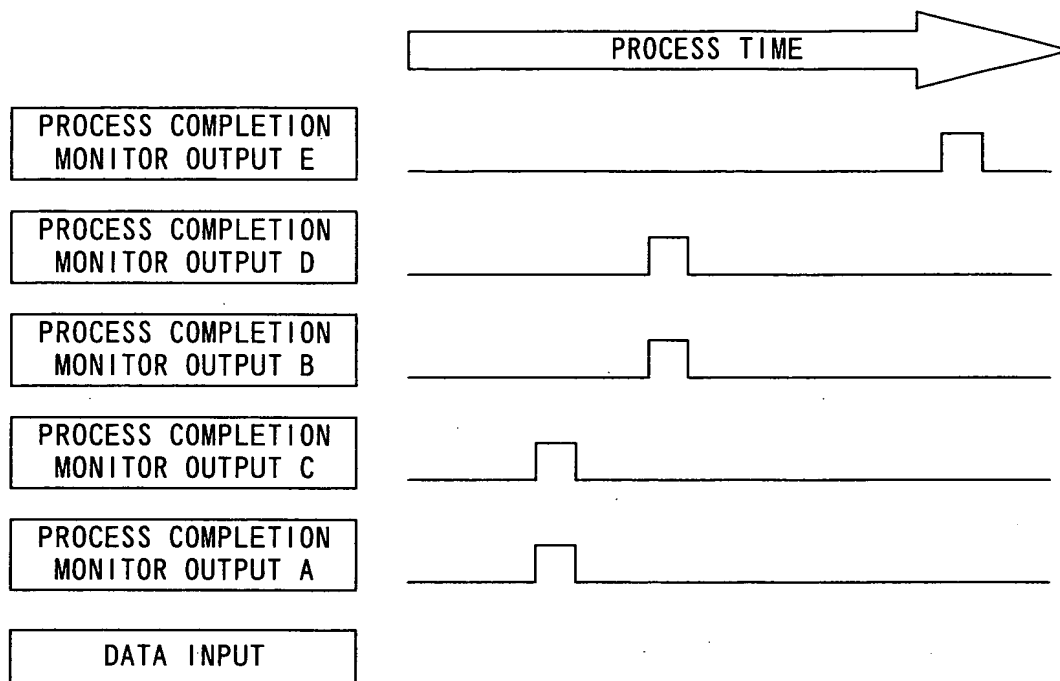 PROCESS TIME
PROCESS COMPLETION
MONITOR OUTPUT E
PROCESS COMPLETION
MONITOR OUTPUT D
PROCESS COMPLETION
MONITOR OUTPUT B
PROCESS COMPLETION
MONITOR OUTPUT C
PROCESS COMPLETION
MONITOR OUTPUT A
DATA INPUT